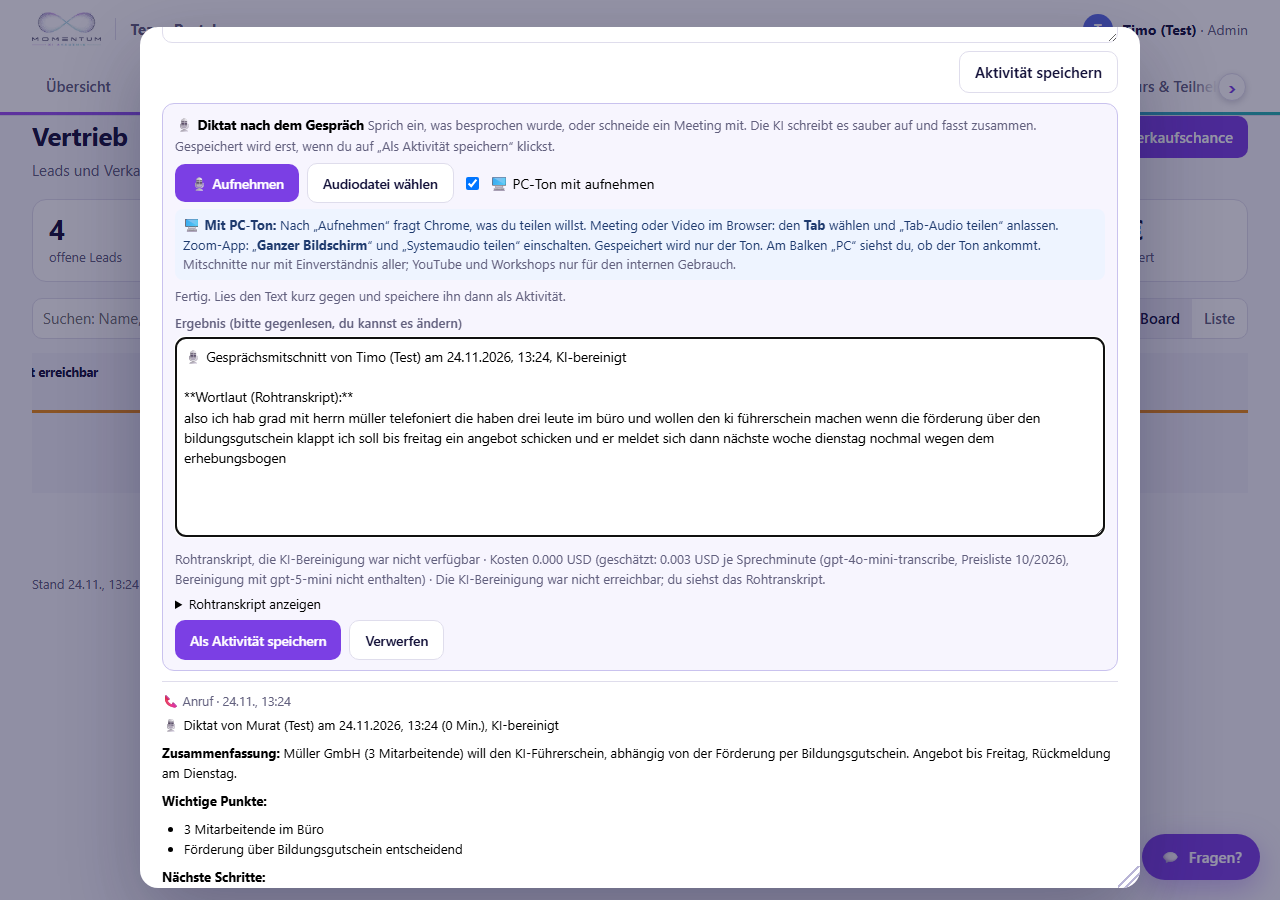 MOMENTUM
Timo (Test) · Admin
Übersicht
urs & Teilne
Vertrieb
erkaufschance
Leads und Verka
4
offene Leads
ert
Suchen: Name,
Board
Liste
t erreichbar
Stand 24.11., 13:24
Aktivität speichern
Diktat nach dem Gespräch Sprich ein, was besprochen wurde, oder schneide ein Meeting mit. Die KI schreibt es sauber auf und fasst zusammen.
Gespeichert wird erst, wenn du auf „Als Aktivität speichern“ klickst.
Aufnehmen
Audiodatei wählen
PC-Ton mit aufnehmen
Mit PC-Ton: Nach „Aufnehmen“ fragt Chrome, was du teilen willst. Meeting oder Video im Browser: den Tab wählen und „Tab-Audio teilen“ anlassen.
Zoom-App: „Ganzer Bildschirm“ und „Systemaudio teilen“ einschalten. Gespeichert wird nur der Ton. Am Balken „PC“ siehst du, ob der Ton ankommt.
Mitschnitte nur mit Einverständnis aller; YouTube und Workshops nur für den internen Gebrauch.
Fertig. Lies den Text kurz gegen und speichere ihn dann als Aktivität.
Ergebnis (bitte gegenlesen, du kannst es ändern)
Gesprächsmitschnitt von Timo (Test) am 24.11.2026, 13:24, KI-bereinigt
**Wortlaut (Rohtranskript):**
also ich hab grad mit herrn müller telefoniert die haben drei leute im büro und wollen den ki führerschein machen wenn die förderung über den
bildungsgutschein klappt ich soll bis freitag ein angebot schicken und er meldet sich dann nächste woche dienstag nochmal wegen dem
erhebungsbogen
Rohtranskript, die KI-Bereinigung war nicht verfügbar · Kosten 0.000 USD (geschätzt: 0.003 USD je Sprechminute (gpt-4o-mini-transcribe, Preisliste 10/2026),
Bereinigung mit gpt-5-mini nicht enthalten) · Die KI-Bereinigung war nicht erreichbar; du siehst das Rohtranskript.
Rohtranskript anzeigen
Als Aktivität speichern
Verwerfen
Anruf · 24.11., 13:24
Diktat von Murat (Test) am 24.11.2026, 13:24 (0 Min.), KI-bereinigt
Zusammenfassung: Müller GmbH (3 Mitarbeitende) will den KI-Führerschein, abhängig von der Förderung per Bildungsgutschein. Angebot bis Freitag, Rückmeldung
am Dienstag.
Wichtige Punkte:
• 3 Mitarbeitende im Büro
• Förderung über Bildungsgutschein entscheidend
Nächste Schritte:
Fragen?